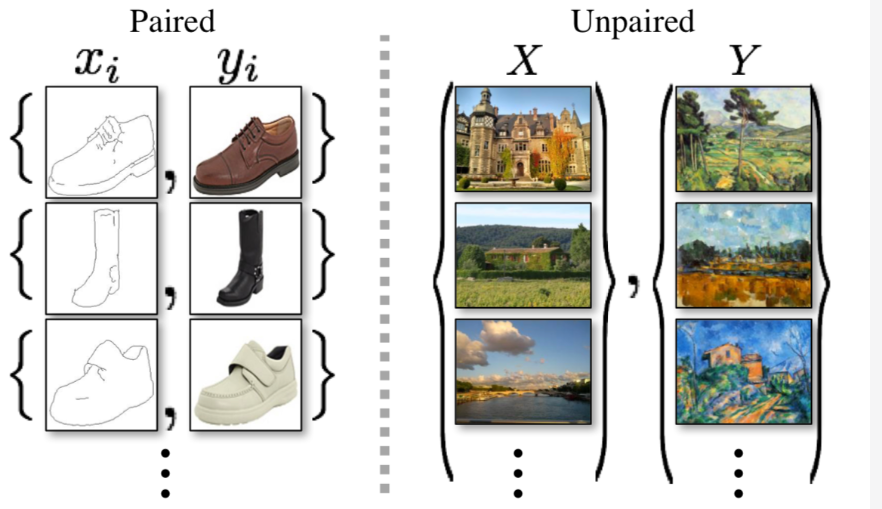 Paired
Unpaired
x_i
y_i
X
Y
{ , }
{ , }
{ , }
( ) , ( )
⋮
⋮
⋮